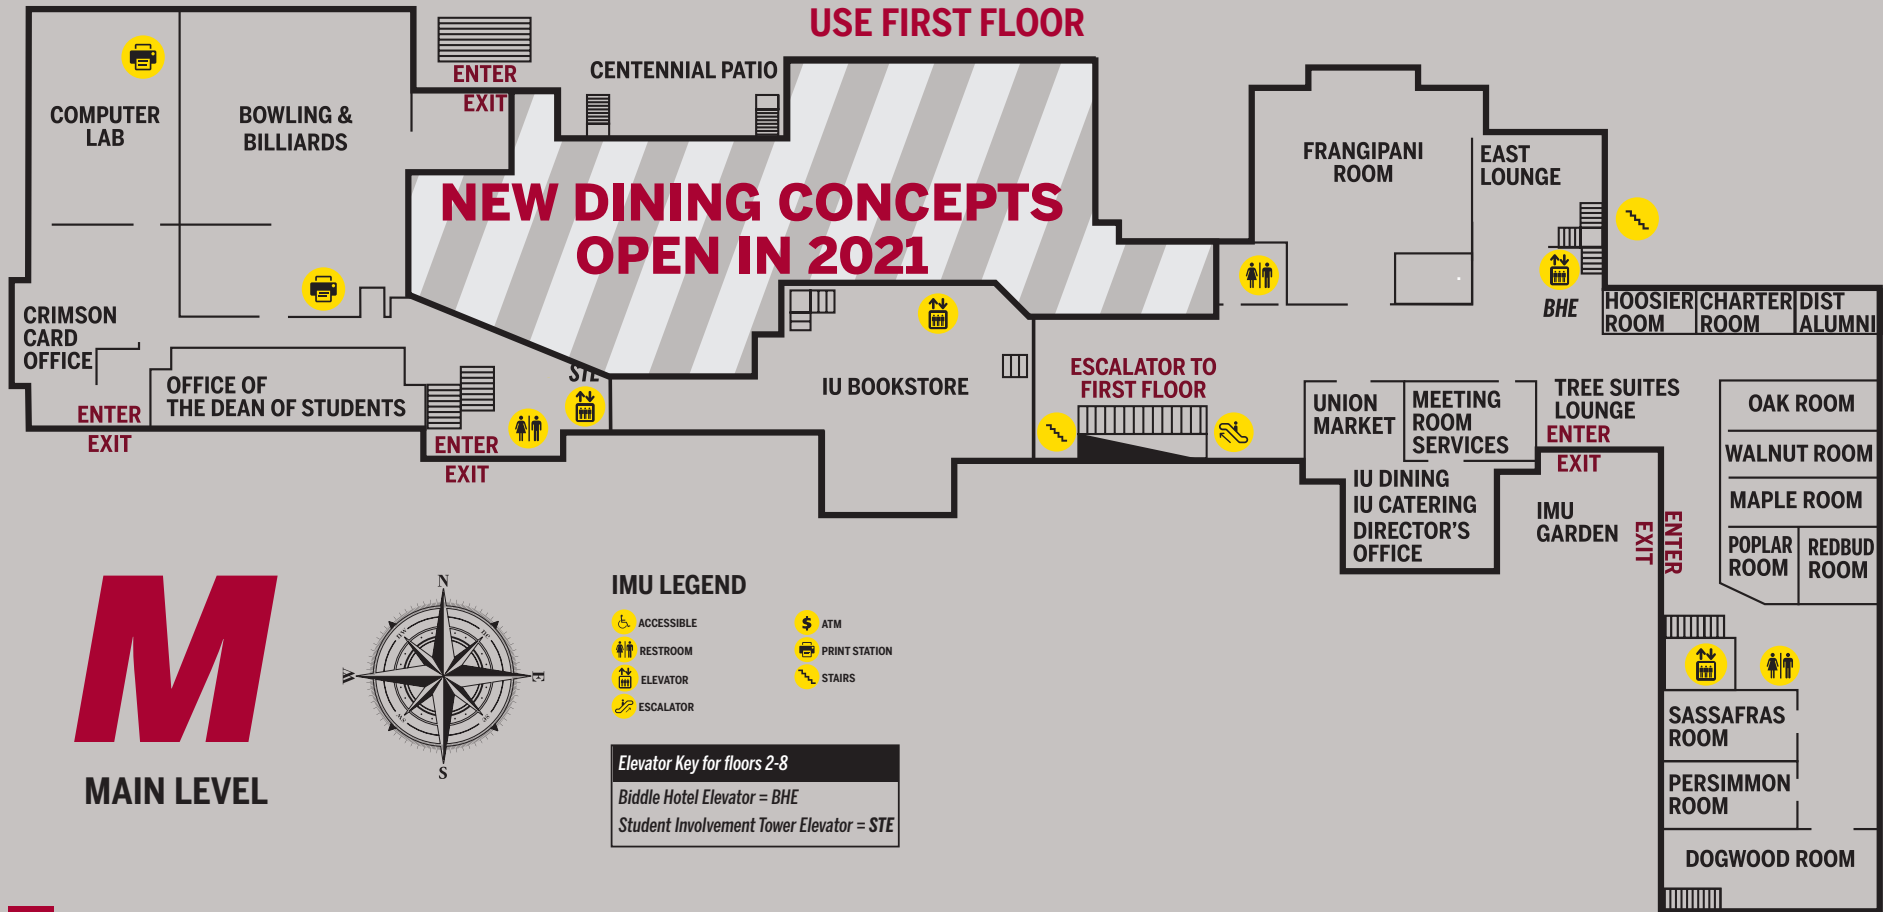 USE FIRST FLOOR
ENTER
EXIT
CENTENNIAL PATIO
COMPUTER
LAB
BOWLING &
BILLIARDS
NEW DINING CONCEPTS
OPEN IN 2021
FRANGIPANI
ROOM
EAST
LOUNGE
BHE
HOOSIER
ROOM
CHARTER
ROOM
DIST
ALUMNI
CRIMSON
CARD
OFFICE
OFFICE OF
THE DEAN OF STUDENTS
ENTER
EXIT
ENTER
EXIT
STE
IU BOOKSTORE
ESCALATOR TO
FIRST FLOOR
UNION
MARKET
MEETING
ROOM
SERVICES
TREE SUITES
LOUNGE
ENTER
EXIT
IU DINING
IU CATERING
DIRECTOR'S
OFFICE
IMU
GARDEN
EXIT
ENTER
OAK ROOM
WALNUT ROOM
MAPLE ROOM
POPLAR
ROOM
REDBUD
ROOM
SASSAFRAS
ROOM
PERSIMMON
ROOM
DOGWOOD ROOM
M
MAIN LEVEL
N
E
S
W
IMU LEGEND
ACCESSIBLE
RESTROOM
ELEVATOR
ESCALATOR
$ ATM
PRINT STATION
STAIRS
Elevator Key for floors 2-8
Biddle Hotel Elevator = BHE
Student Involvement Tower Elevator = STE